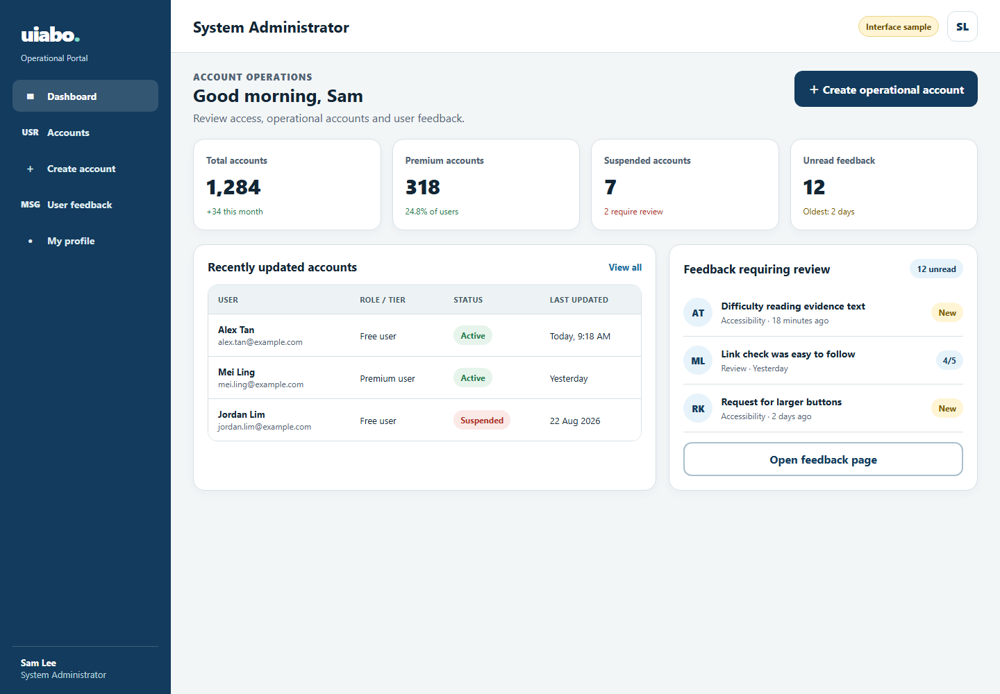 uiabo.
Operational Portal
Dashboard
USR Accounts
+ Create account
MSG User feedback
• My profile
Sam Lee
System Administrator
System Administrator
Interface sample
SL
ACCOUNT OPERATIONS
Good morning, Sam
Review access, operational accounts and user feedback.
+ Create operational account
Total accounts
1,284
+34 this month
Premium accounts
318
24.8% of users
Suspended accounts
7
2 require review
Unread feedback
12
Oldest: 2 days
Recently updated accounts
View all
USER ROLE / TIER STATUS LAST UPDATED
Alex Tan
alex.tan@example.com
Free user
Active
Today, 9:18 AM
Mei Ling
mei.ling@example.com
Premium user
Active
Yesterday
Jordan Lim
jordan.lim@example.com
Free user
Suspended
22 Aug 2026
Feedback requiring review
12 unread
AT
Difficulty reading evidence text
Accessibility · 18 minutes ago
New
ML
Link check was easy to follow
Review · Yesterday
4/5
RK
Request for larger buttons
Accessibility · 2 days ago
New
Open feedback page